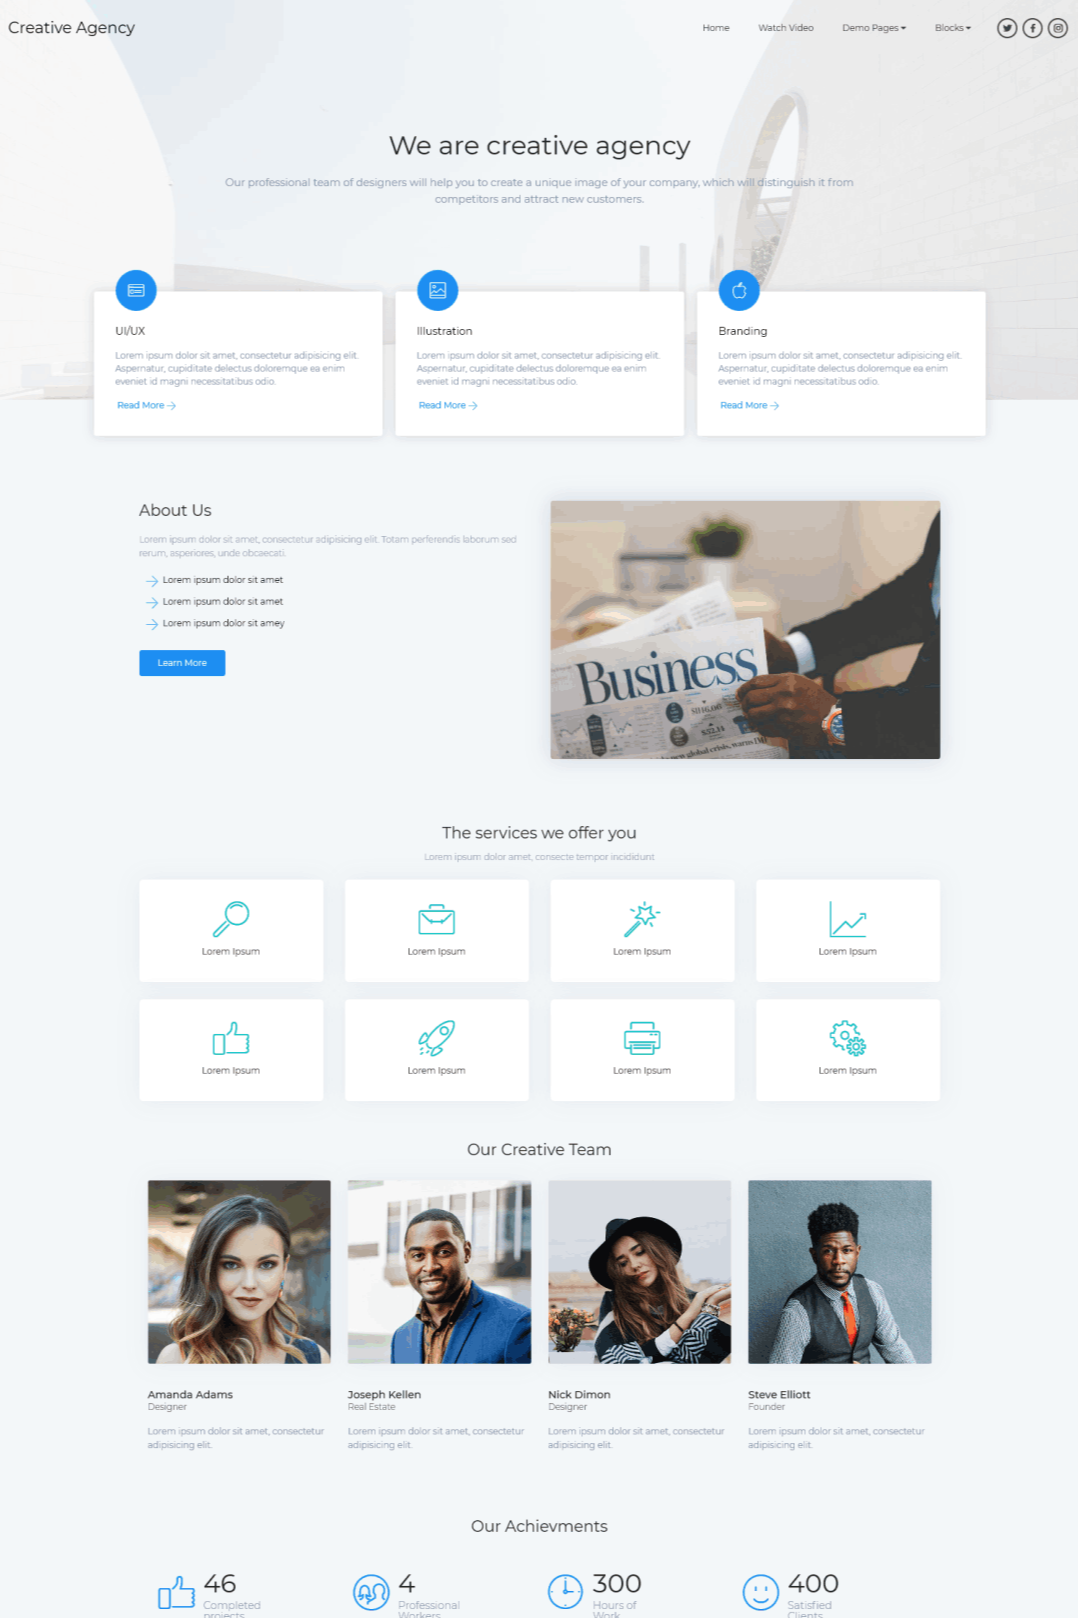 Creative Agency
Home Watch Video Demo Pages Blocks
We are creative agency
Our professional team of designers will help you to create a unique image of your company, which will distinguish it from
competitors and attract new customers.
UI/UX
Lorem ipsum dolor sit amet, consectetur adipisicing elit.
Aspernatur, cupiditate delectus doloremque ea enim
eveniet id magni necessitatibus odio.
Read More
Illustration
Lorem ipsum dolor sit amet, consectetur adipisicing elit.
Aspernatur, cupiditate delectus doloremque ea enim
eveniet id magni necessitatibus odio.
Read More
Branding
Lorem ipsum dolor sit amet, consectetur adipisicing elit.
Aspernatur, cupiditate delectus doloremque ea enim
eveniet id magni necessitatibus odio.
Read More
About Us
Lorem ipsum dolor sit amet, consectetur adipisicing elit. Totam perferendis laborum sed
rerum, asperiores, unde obcaecati.
Lorem ipsum dolor sit amet
Lorem ipsum dolor sit amet
Lorem ipsum dolor sit amey
Learn More
Business
global crisis, warns
The services we offer you
Lorem ipsum dolor amet, consecte tempor incididunt
Lorem Ipsum
Lorem Ipsum
Lorem Ipsum
Lorem Ipsum
Lorem Ipsum
Lorem Ipsum
Lorem Ipsum
Lorem Ipsum
Our Creative Team
Amanda Adams
Designer
Lorem ipsum dolor sit amet, consectetur
adipisicing elit.
Joseph Kellen
Real Estate
Lorem ipsum dolor sit amet, consectetur
adipisicing elit.
Nick Dimon
Designer
Lorem ipsum dolor sit amet, consectetur
adipisicing elit.
Steve Elliott
Founder
Lorem ipsum dolor sit amet, consectetur
adipisicing elit.
Our Achievments
46
Completed
projects
4
Professional
Workers
300
Hours of
Work
400
Satisfied
Clients